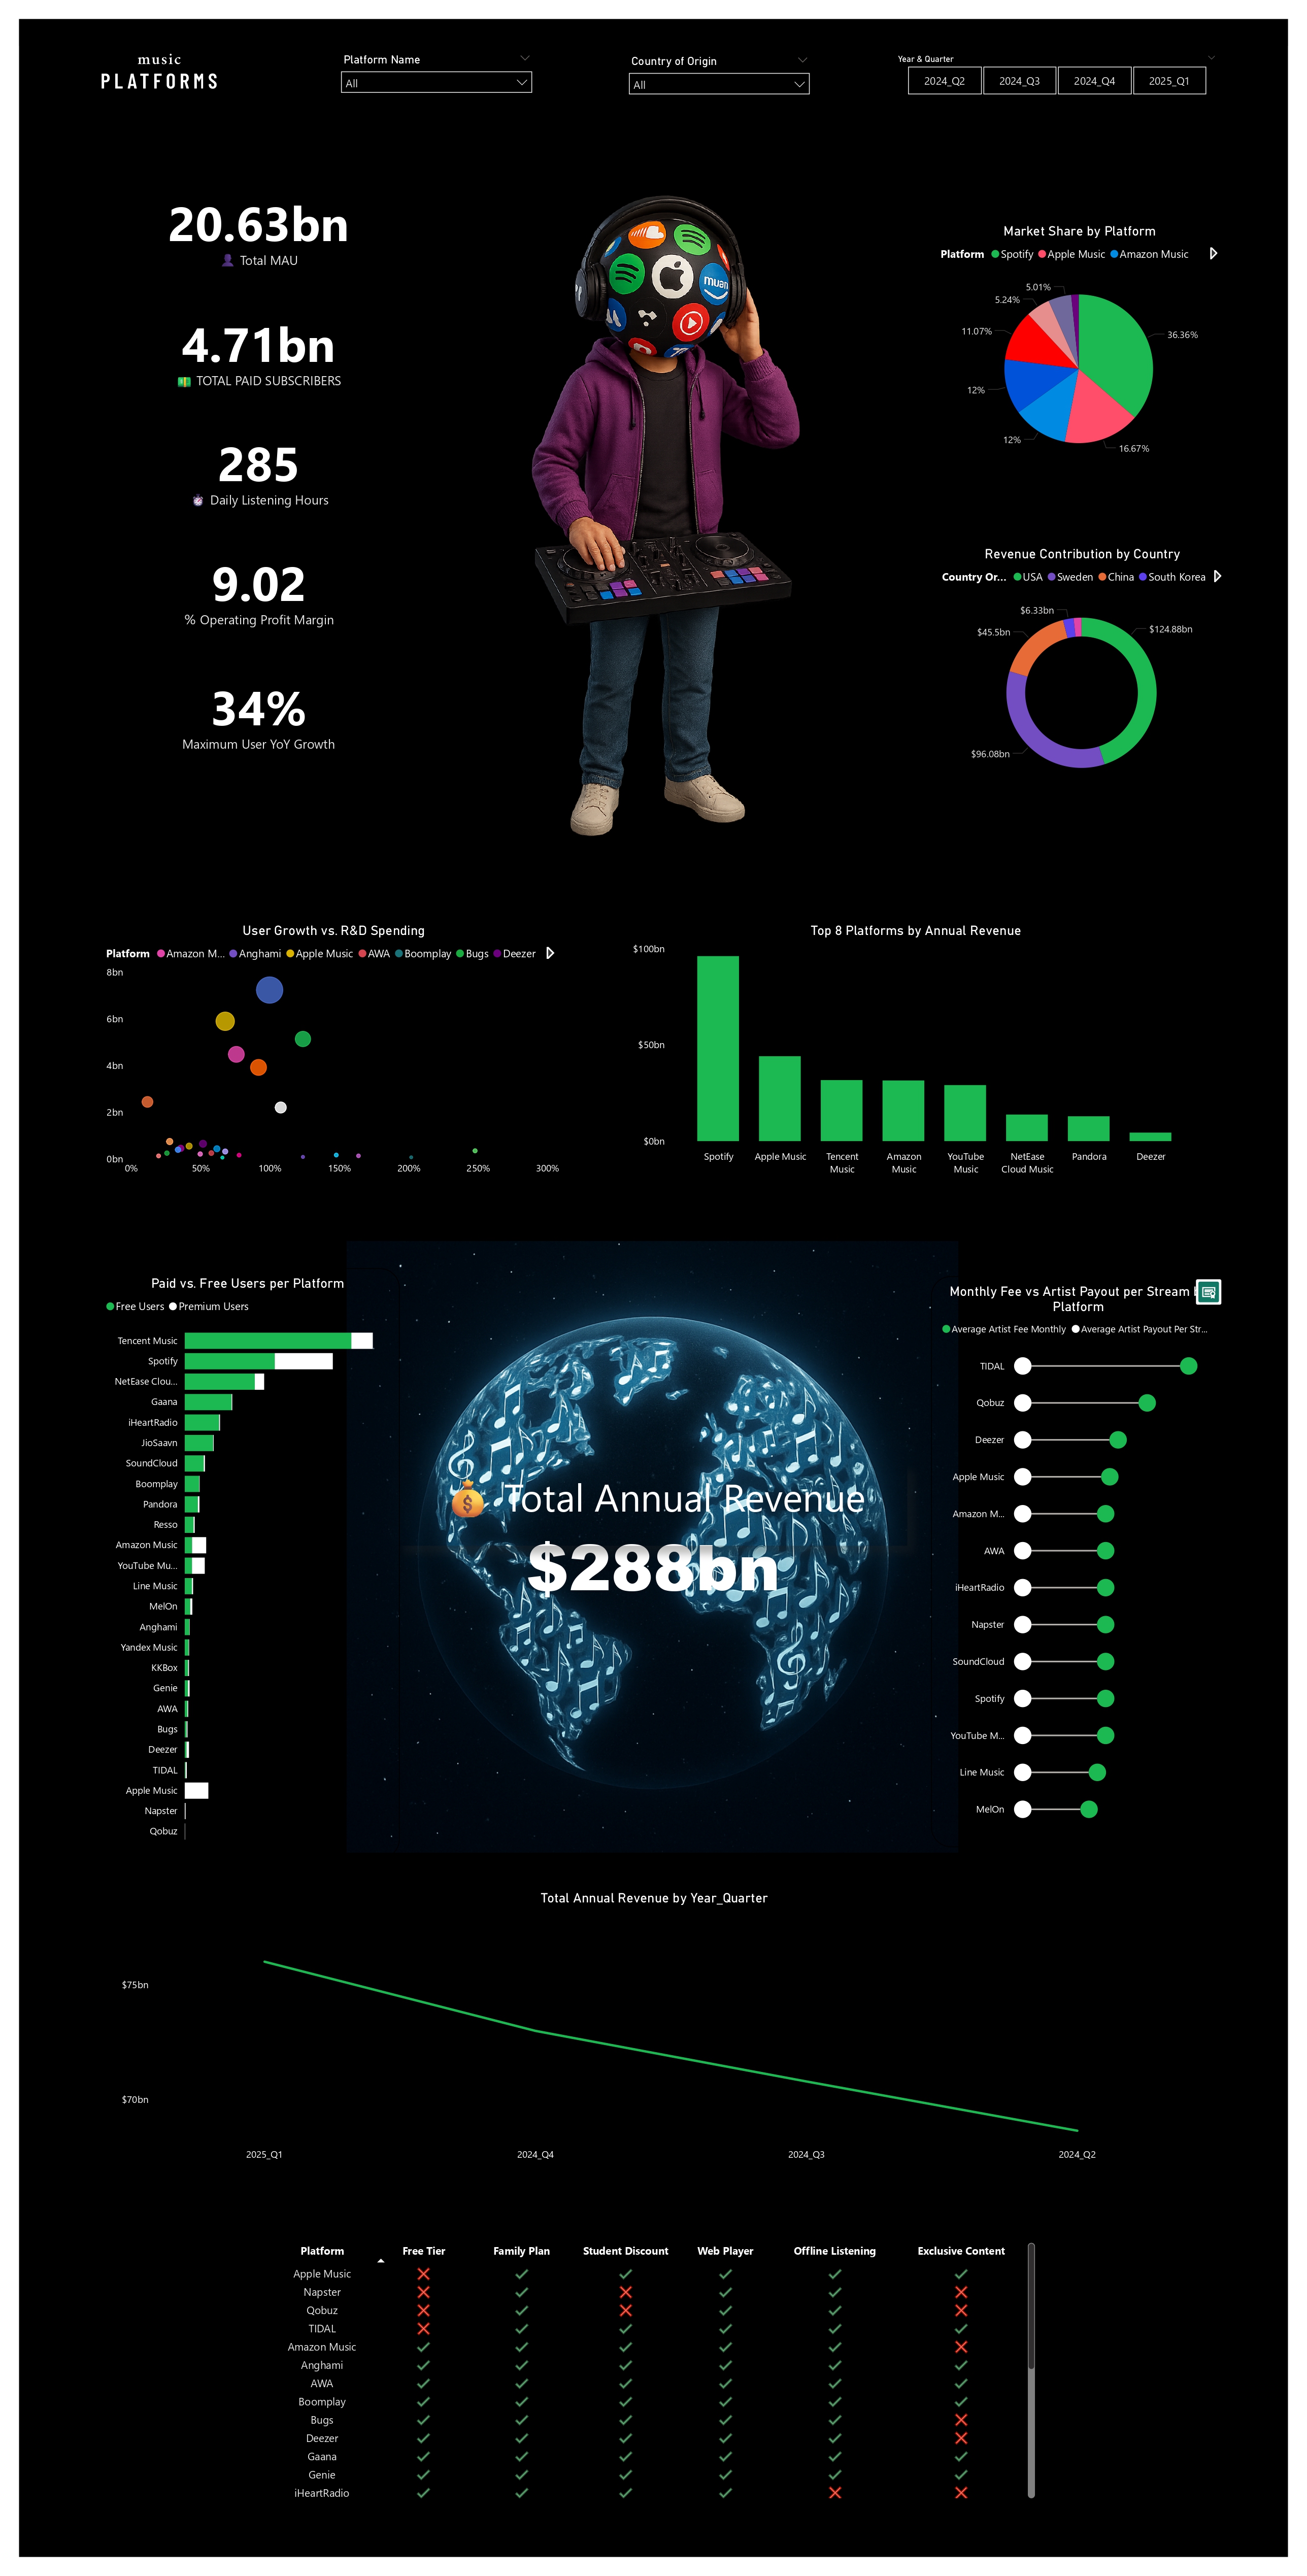 music
PLATFORMS
Platform Name
All
Country of Origin
All
Year & Quarter
2024_Q2
2024_Q3
2024_Q4
2025_Q1
20.63bn
👤 Total MAU
4.71bn
💵 TOTAL PAID SUBSCRIBERS
285
⏱ Daily Listening Hours
9.02
% Operating Profit Margin
34%
Maximum User YoY Growth
muand
Market Share by Platform
Platform Spotify Apple Music Amazon Music
5.01%
5.24%
11.07%
12%
12%
36.36%
16.67%
Revenue Contribution by Country
Country Or... USA Sweden China South Korea
$6.33bn
$45.5bn
$124.88bn
$96.08bn
User Growth vs. R&D Spending
Platform Amazon M... Anghami Apple Music AWA Boomplay Bugs Deezer
8bn
6bn
4bn
2bn
0bn
0% 50% 100% 150% 200% 250% 300%
Top 8 Platforms by Annual Revenue
$100bn
$50bn
$0bn
Spotify
Apple Music
Tencent
Music
Amazon
Music
YouTube
Music
NetEase
Cloud Music
Pandora
Deezer
Paid vs. Free Users per Platform
Free Users Premium Users
Tencent Music
Spotify
NetEase Clou...
Gaana
iHeartRadio
JioSaavn
SoundCloud
Boomplay
Pandora
Resso
Amazon Music
YouTube Mu...
Line Music
MelOn
Anghami
Yandex Music
KKBox
Genie
AWA
Bugs
Deezer
TIDAL
Apple Music
Napster
Qobuz
💰 Total Annual Revenue
$288bn
Monthly Fee vs Artist Payout per Stream
Platform
Average Artist Fee Monthly Average Artist Payout Per Str...
TIDAL
Qobuz
Deezer
Apple Music
Amazon M...
AWA
iHeartRadio
Napster
SoundCloud
Spotify
YouTube M...
Line Music
MelOn
Total Annual Revenue by Year_Quarter
$75bn
$70bn
2025_Q1 2024_Q4 2024_Q3 2024_Q2
Platform Free Tier Family Plan Student Discount Web Player Offline Listening Exclusive Content
Apple Music ❌ ✓ ✓ ✓ ✓ ✓
Napster ❌ ✓ ❌ ✓ ✓ ❌
Qobuz ❌ ✓ ❌ ✓ ✓ ❌
TIDAL ❌ ✓ ✓ ✓ ✓ ✓
Amazon Music ✓ ✓ ✓ ✓ ✓ ❌
Anghami ✓ ✓ ✓ ✓ ✓ ✓
AWA ✓ ✓ ✓ ✓ ✓ ✓
Boomplay ✓ ✓ ✓ ✓ ✓ ✓
Bugs ✓ ✓ ✓ ✓ ✓ ❌
Deezer ✓ ✓ ✓ ✓ ✓ ❌
Gaana ✓ ✓ ✓ ✓ ✓ ✓
Genie ✓ ✓ ✓ ✓ ✓ ✓
iHeartRadio ✓ ✓ ✓ ✓ ❌ ❌